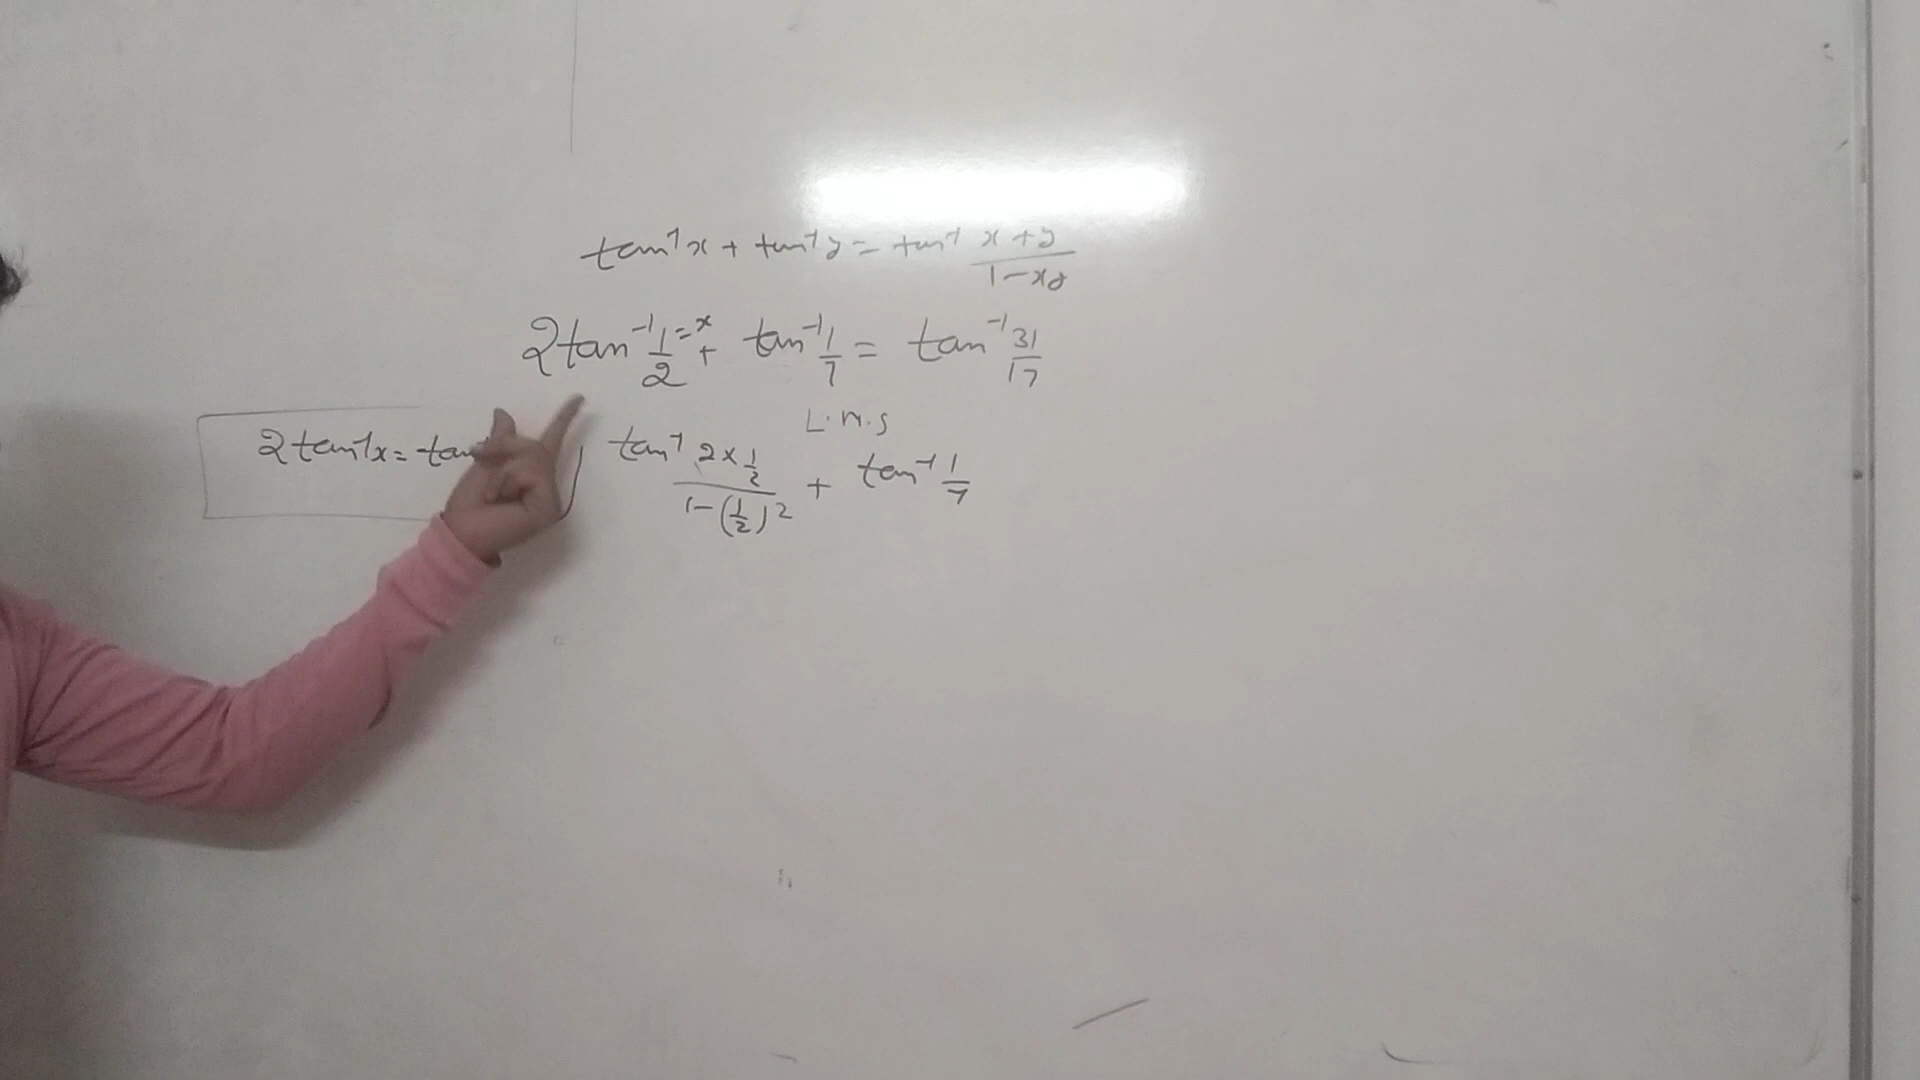 tan⁻¹x + tan⁻¹y = tan⁻¹ (x+y)/(1-xy)
2tan⁻¹ 1/2 =x + tan⁻¹ 1/7 = tan⁻¹ 31/17
L.H.S
2tan⁻¹x = tan
tan⁻¹ (2×1/2)/(1-(1/2)²) + tan⁻¹ 1/7